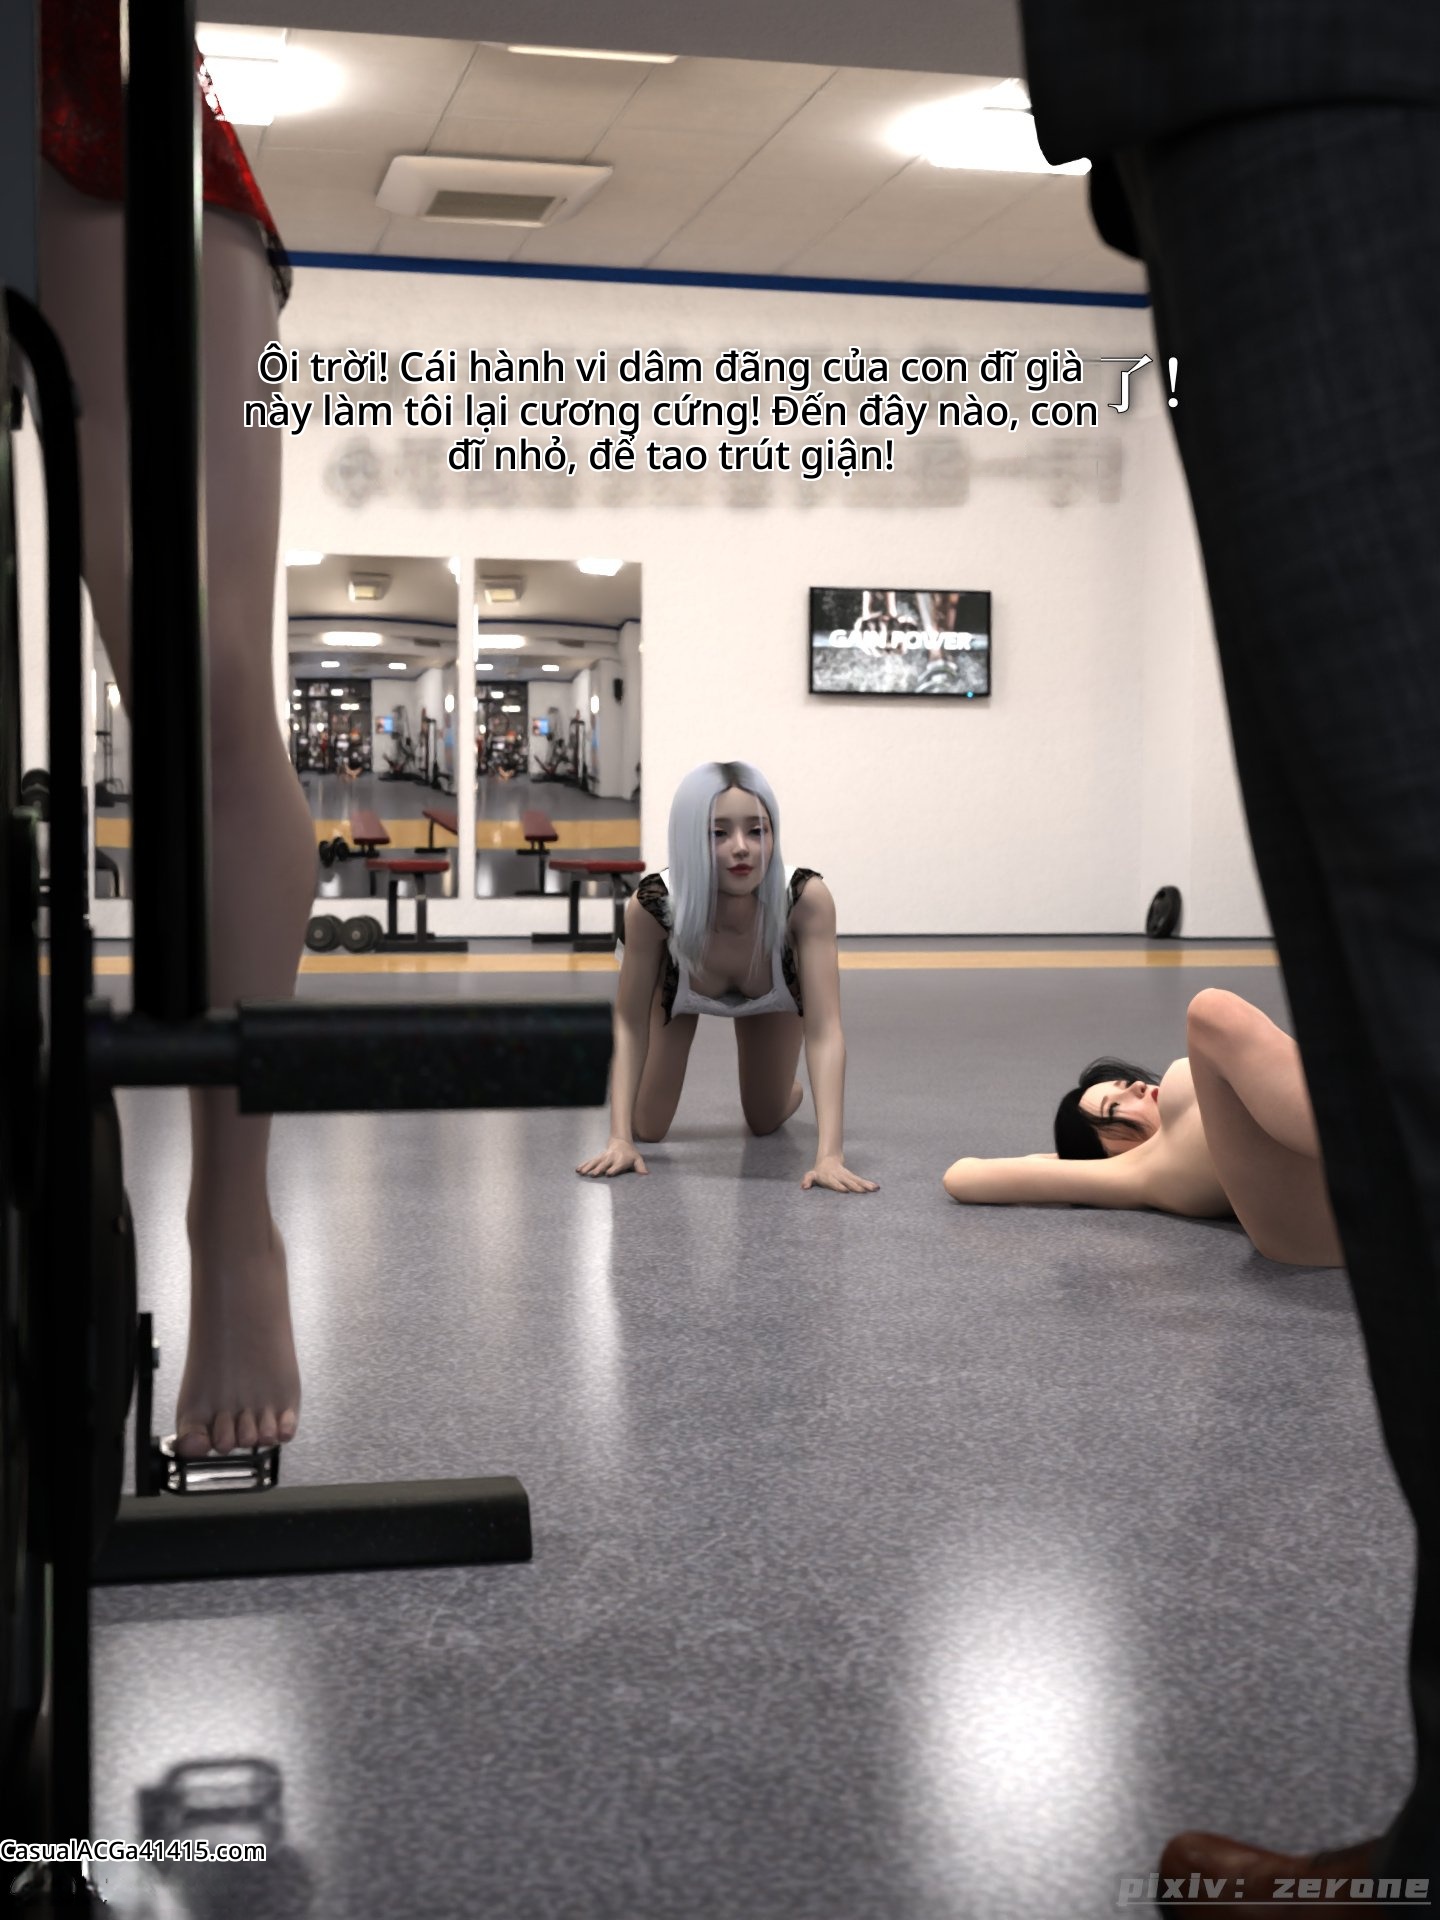 Ôi trời! Cái hành vi dâm đãng của con đĩ già 了!
này làm tôi lại cương cứng! Đến đây nào, con
đĩ nhỏ, để tao trút giận!
GAIN POWER
CasualACGa41415.com
pixiv: zerone